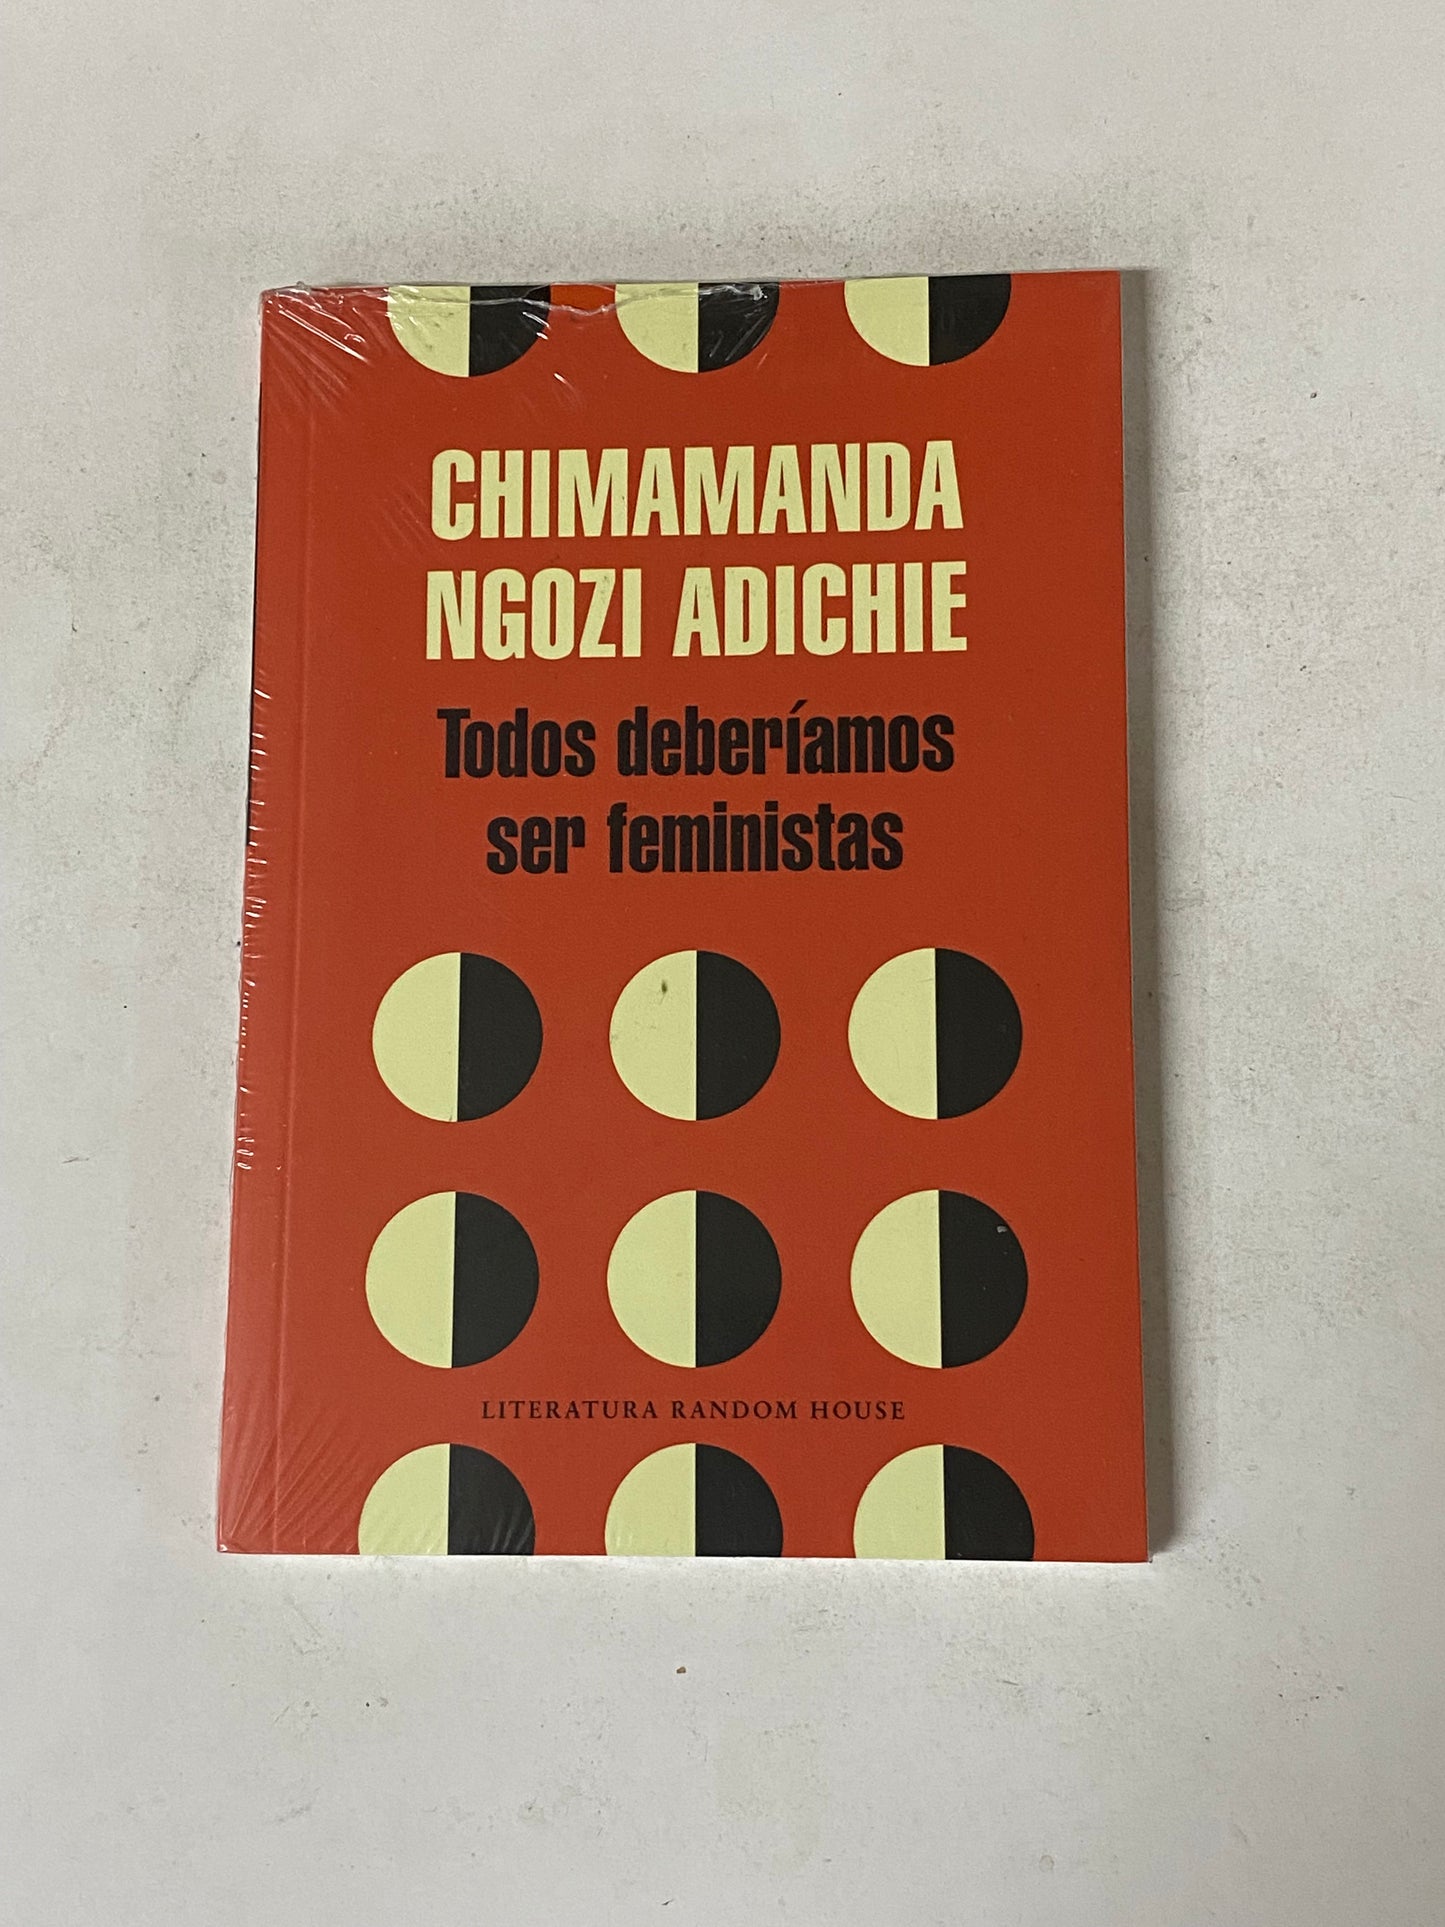 CHIMAMANDA
NGOZI ADICHIE
Todos deberíamos
ser feministas
LITERATURA RANDOM HOUSE